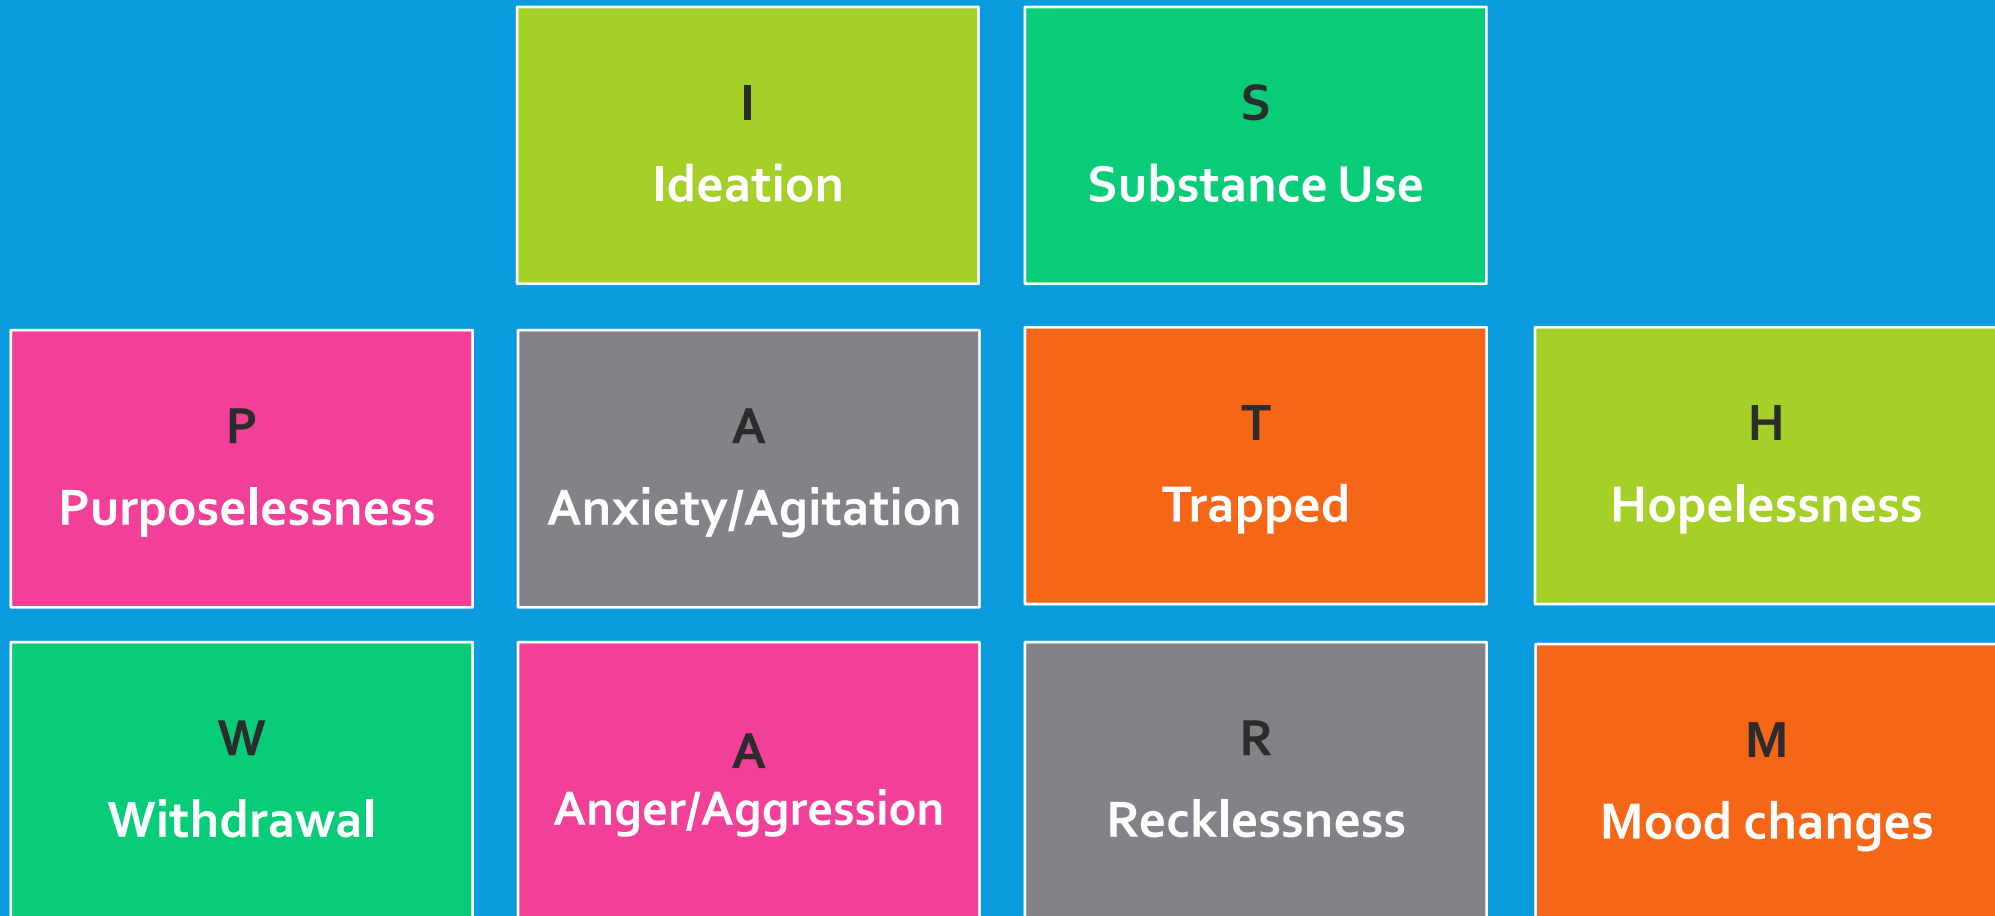 I
Ideation
S
Substance Use
P
Purposelessness
A
Anxiety/Agitation
T
Trapped
H
Hopelessness
W
Withdrawal
A
Anger/Aggression
R
Recklessness
M
Mood changes